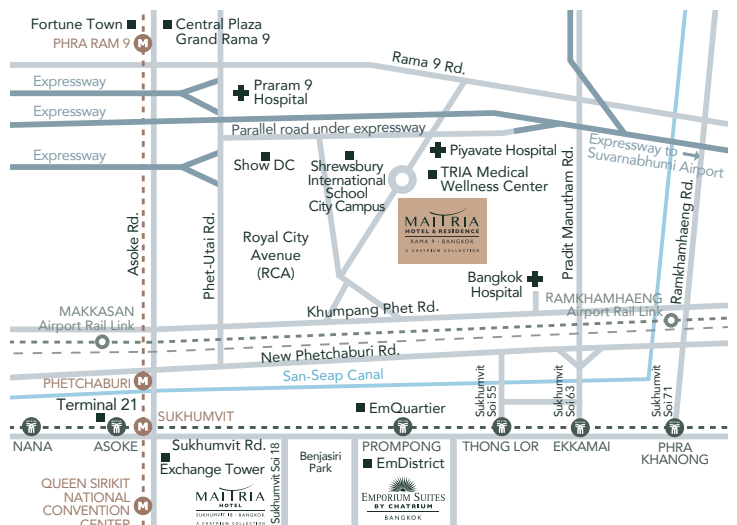 Fortune Town
Central Plaza
Grand Rama 9
PHRA RAM 9
M
Rama 9 Rd.
Expressway
Praram 9
Hospital
Expressway
Parallel road under expressway
Expressway to
Suvarnabhumi Airport
Expressway
Show DC
Shrewsbury
International
School
City Campus
Piyavate Hospital
TRIA Medical
Wellness Center
MAITRIA
HOTEL & RESIDENCE
RAMA 9 - BANGKOK
A CHATRIUM COLLECTION
Asoke Rd.
Phet-Utai Rd.
Royal City
Avenue
(RCA)
Pradit Manutham Rd.
Ramkhamhaeng Rd.
Bangkok
Hospital
MAKKASAN
Airport Rail Link
Khumpang Phet Rd.
RAMKHAMHAENG
Airport Rail Link
New Phetchaburi Rd.
San-Seap Canal
PHETCHABURI
M
Terminal 21
SUKHUMVIT
M
EmQuartier
Sukhumvit
Soi 55
Sukhumvit
Soi 63
Sukhumvit
Soi 71
NANA
ASOKE
Sukhumvit Rd.
Exchange Tower
Sukhumvit Soi 18
Benjasiri
Park
PROMPONG
EmDistrict
THONG LOR
EKKAMAI
PHRA
KHANONG
QUEEN SIRIKIT
NATIONAL
CONVENTION
CENTER
M
MAITRIA
HOTEL
SUKHUMVIT 18 - BANGKOK
A CHATRIUM COLLECTION
EMPORIUM SUITES
BY CHATRIUM
BANGKOK